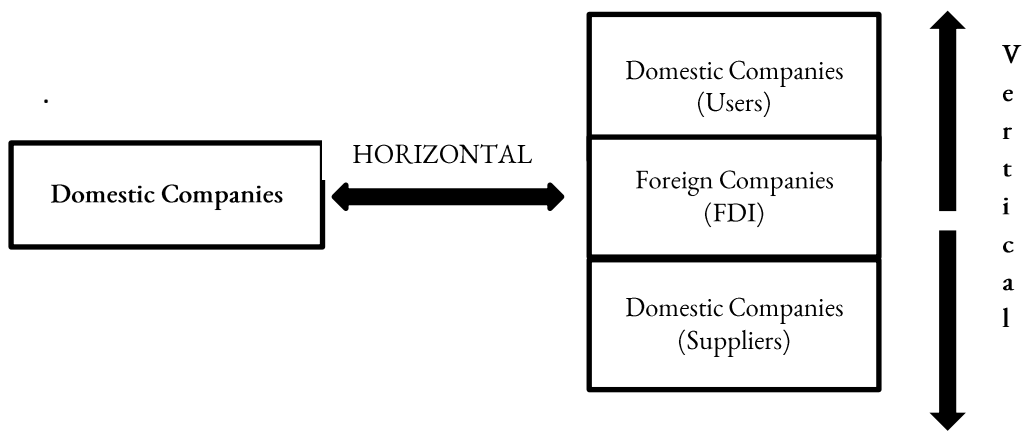 Domestic Companies
(Users)
V
e
r
t
i
c
a
l
.
HORIZONTAL
Domestic Companies
Foreign Companies
(FDI)
Domestic Companies
(Suppliers)